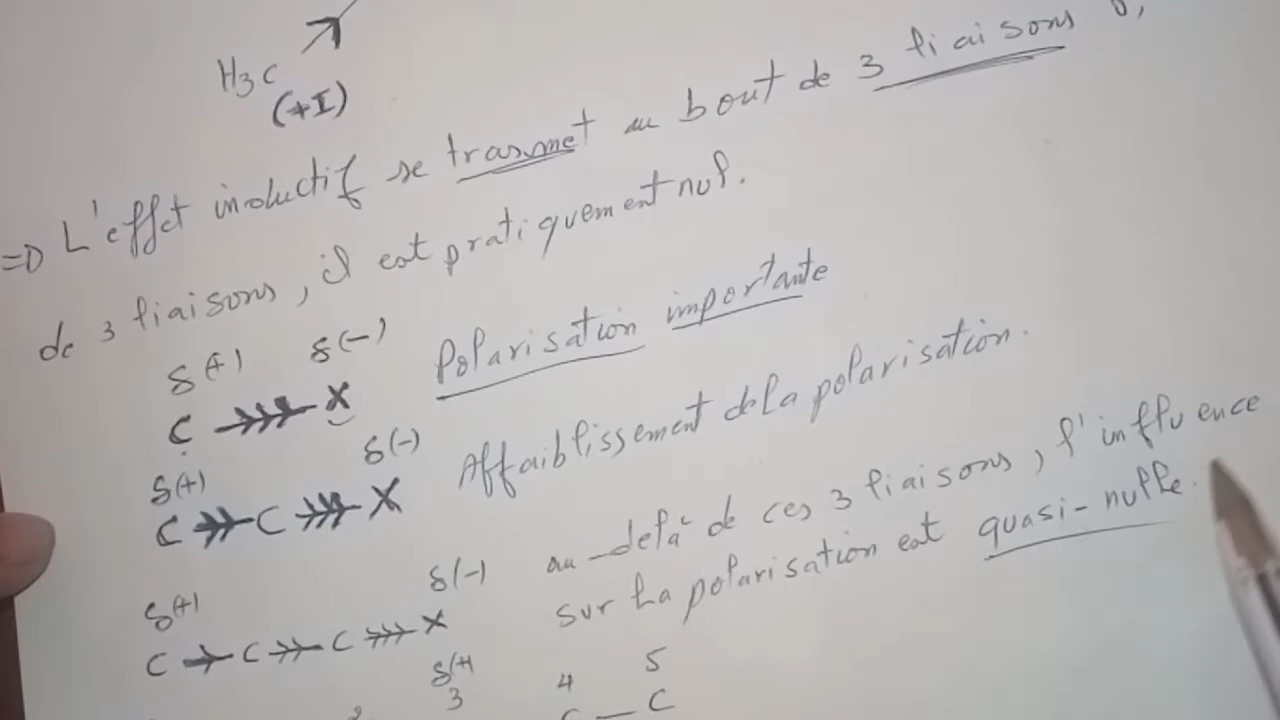 H3C
(+I)
=> L'effet inductif se trasmet au bout de 3 liaisons σ,
de 3 liaisons, il est pratiquement nul.
δ(+) δ(-)
C X Polarisation importante
δ(+) δ(-)
C C X Affaiblissement de la polarisation.
δ(+) δ(-)
C C C X au-delà de ces 3 liaisons, l'influence
sur la polarisation est quasi-nulle.
δ(+)
2 3 4 5
C — C